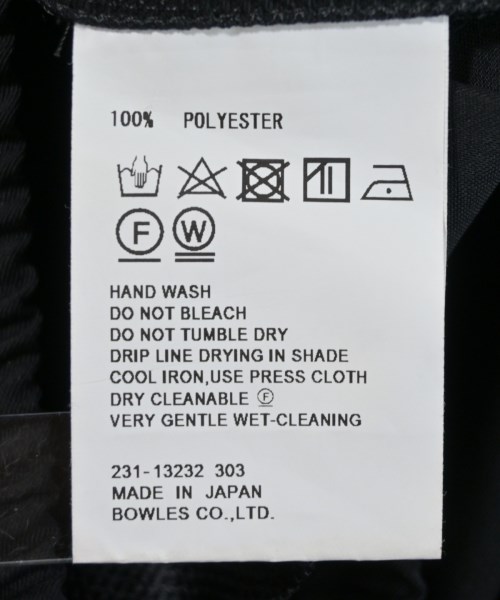 100% POLYESTER
F W
HAND WASH
DO NOT BLEACH
DO NOT TUMBLE DRY
DRIP LINE DRYING IN SHADE
COOL IRON,USE PRESS CLOTH
DRY CLEANABLE Ⓕ
VERY GENTLE WET-CLEANING
231-13232 303
MADE IN JAPAN
BOWLES CO.,LTD.